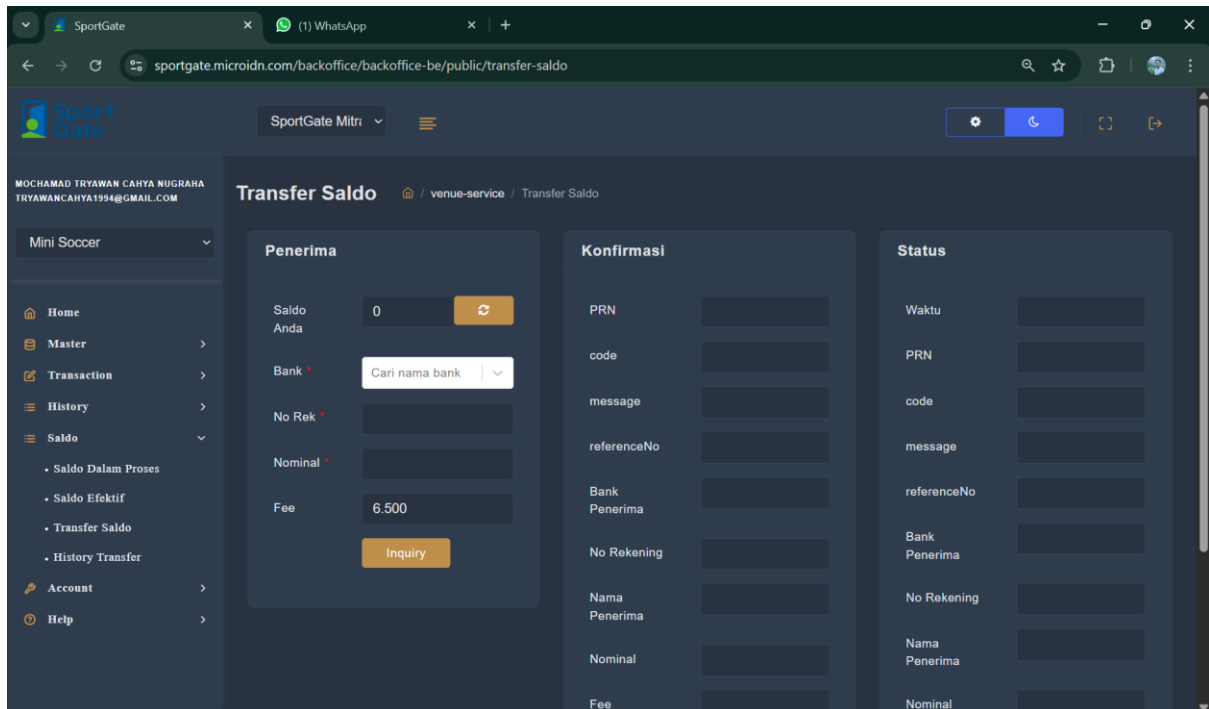 SportGate
(1) WhatsApp
sportgate.microidn.com/backoffice/backoffice-be/public/transfer-saldo
Sport
Gate
SportGate Mitra
MOCHAMAD TRYAWAN CAHYA NUGRAHA
TRYAWANCAHYA1994@GMAIL.COM
Mini Soccer
Home
Master
Transaction
History
Saldo
• Saldo Dalam Proses
• Saldo Efektif
• Transfer Saldo
• History Transfer
Account
Help
Transfer Saldo
/ venue-service / Transfer Saldo
Penerima
Saldo
Anda
0
Bank *
Cari nama bank
No Rek *
Nominal *
Fee
6.500
Inquiry
Konfirmasi
PRN
code
message
referenceNo
Bank
Penerima
No Rekening
Nama
Penerima
Nominal
Fee
Status
Waktu
PRN
code
message
referenceNo
Bank
Penerima
No Rekening
Nama
Penerima
Nominal